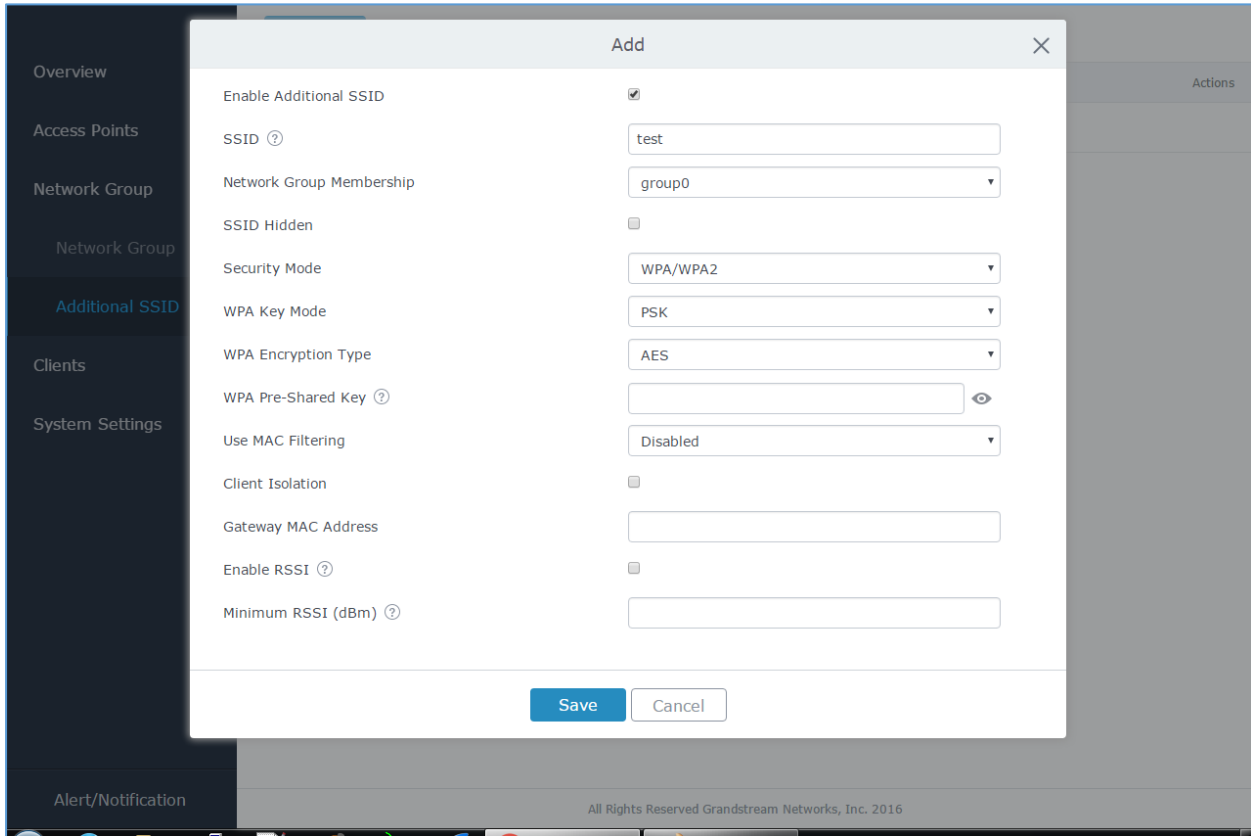 Add
Overview
Access Points
Network Group
Network Group
Additional SSID
Clients
System Settings
Alert/Notification
Actions
Enable Additional SSID
SSID ?
test
Network Group Membership
group0
SSID Hidden
Security Mode
WPA/WPA2
WPA Key Mode
PSK
WPA Encryption Type
AES
WPA Pre-Shared Key ?
Use MAC Filtering
Disabled
Client Isolation
Gateway MAC Address
Enable RSSI ?
Minimum RSSI (dBm) ?
Save
Cancel
All Rights Reserved Grandstream Networks, Inc. 2016